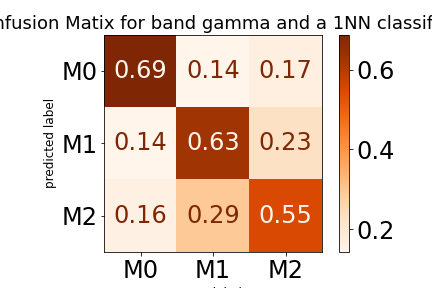 nfusion Matix for band gamma and a 1NN classif
M0 0.69 0.14 0.17
M1 0.14 0.63 0.23
M2 0.16 0.29 0.55
predicted label
M0 M1 M2
0.6
0.4
0.2